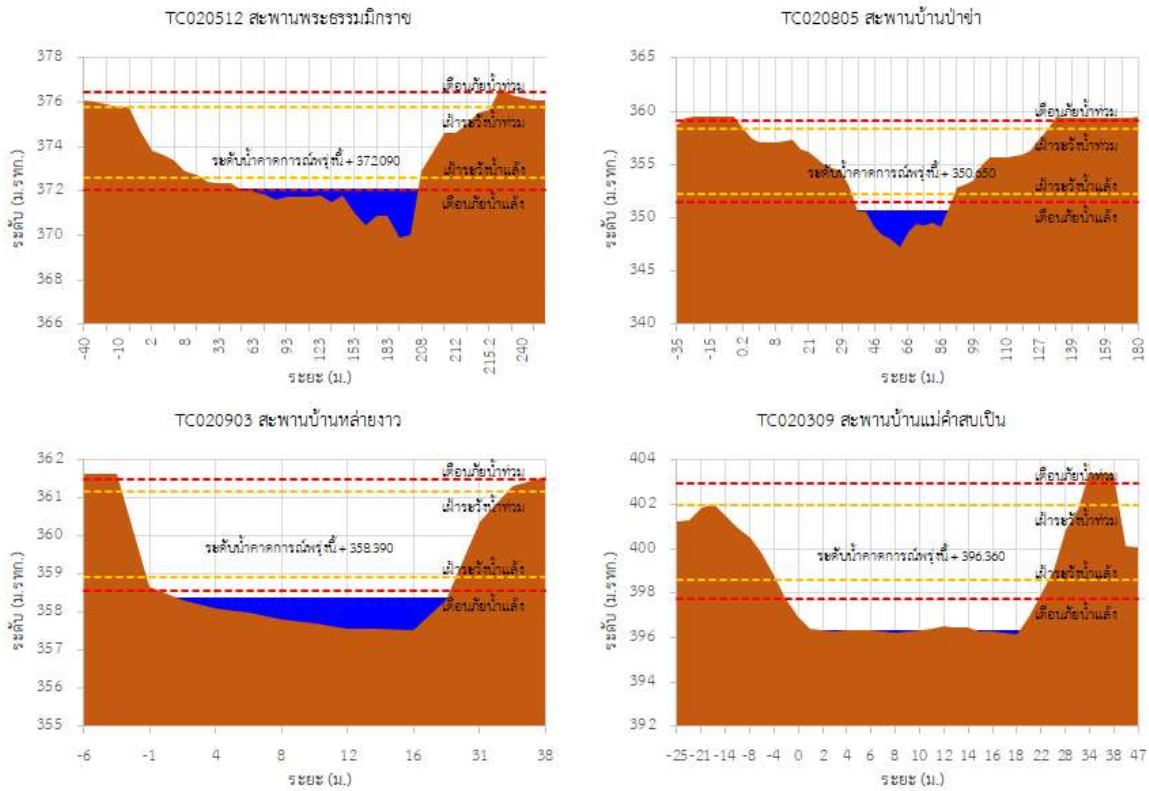 TC020512 สะพานพระธรรมมิกราช
378
376
374
372
370
368
366
ระดับ (ม.รทก.)
เตือนภัยน้ำท่วม
เฝ้าระวังน้ำท่วม
ระดับน้ำคาดการณ์พรุ่งนี้ + 372.090
เฝ้าระวังน้ำแล้ง
เตือนภัยน้ำแล้ง
-40 -10 2 8 33 63 93 123 153 183 208 212 215.2 240
ระยะ (ม.)
TC020805 สะพานบ้านป่าข่า
365
360
355
350
345
340
ระดับ (ม.รทก.)
เตือนภัยน้ำท่วม
เฝ้าระวังน้ำท่วม
ระดับน้ำคาดการณ์พรุ่งนี้ + 350.650
เฝ้าระวังน้ำแล้ง
เตือนภัยน้ำแล้ง
-35 -15 0.2 8 21 29 46 66 86 99 109 127 139 159 180
ระยะ (ม.)
TC020903 สะพานบ้านหล่ายงาว
362
361
360
359
358
357
356
355
ระดับ (ม.รทก.)
เตือนภัยน้ำท่วม
เฝ้าระวังน้ำท่วม
ระดับน้ำคาดการณ์พรุ่งนี้ + 358.390
เฝ้าระวังน้ำแล้ง
เตือนภัยน้ำแล้ง
-6 -1 4 8 12 16 28 31 38
ระยะ (ม.)
TC020309 สะพานบ้านแม่คำสบเปิน
404
402
400
398
396
394
392
ระดับ (ม.รทก.)
เตือนภัยน้ำท่วม
เฝ้าระวังน้ำท่วม
ระดับน้ำคาดการณ์พรุ่งนี้ + 396.360
เฝ้าระวังน้ำแล้ง
เตือนภัยน้ำแล้ง
-25 -21 -14 -8 -4 0 2 4 6 8 10 12 14 16 18 22 28 34 38 47
ระยะ (ม.)